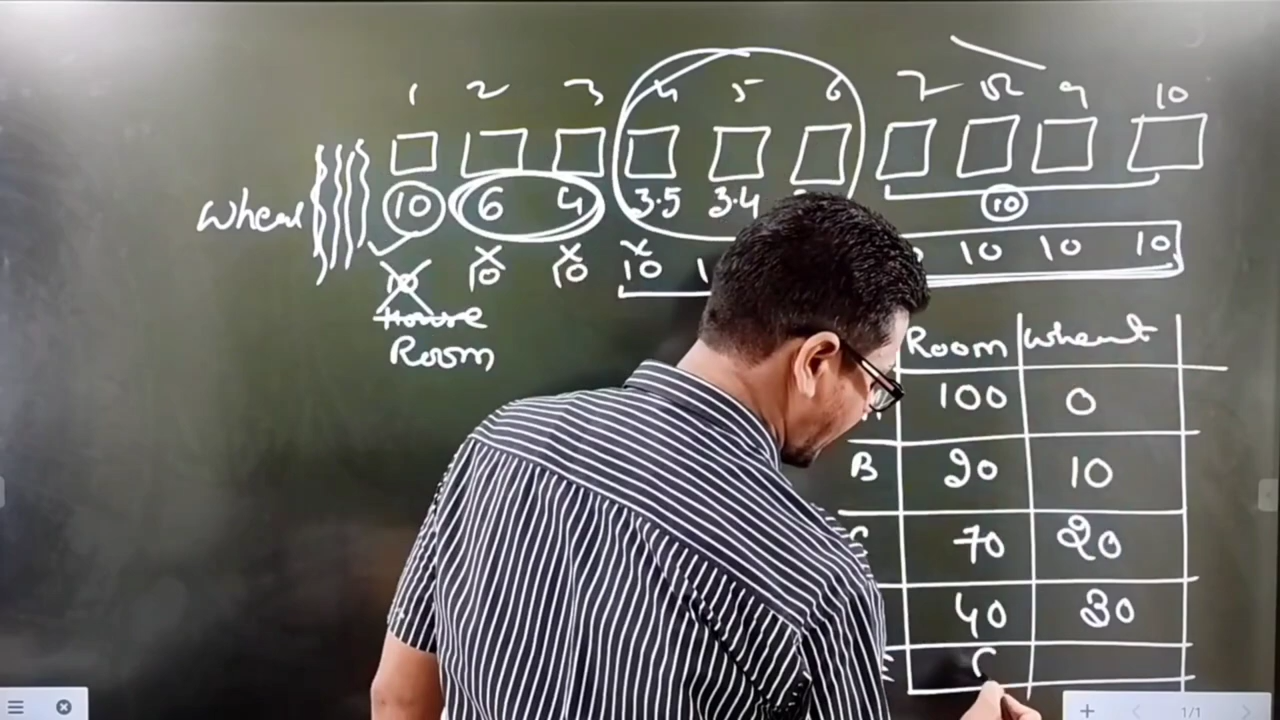 1 2 3 4 5 6 7 8 9 10
wheat 10 6 4 3.5 3.4 10
10 10 10 10 10 10 10
House
Room
Room wheat
100 0
B 90 10
70 20
40 30
1/1